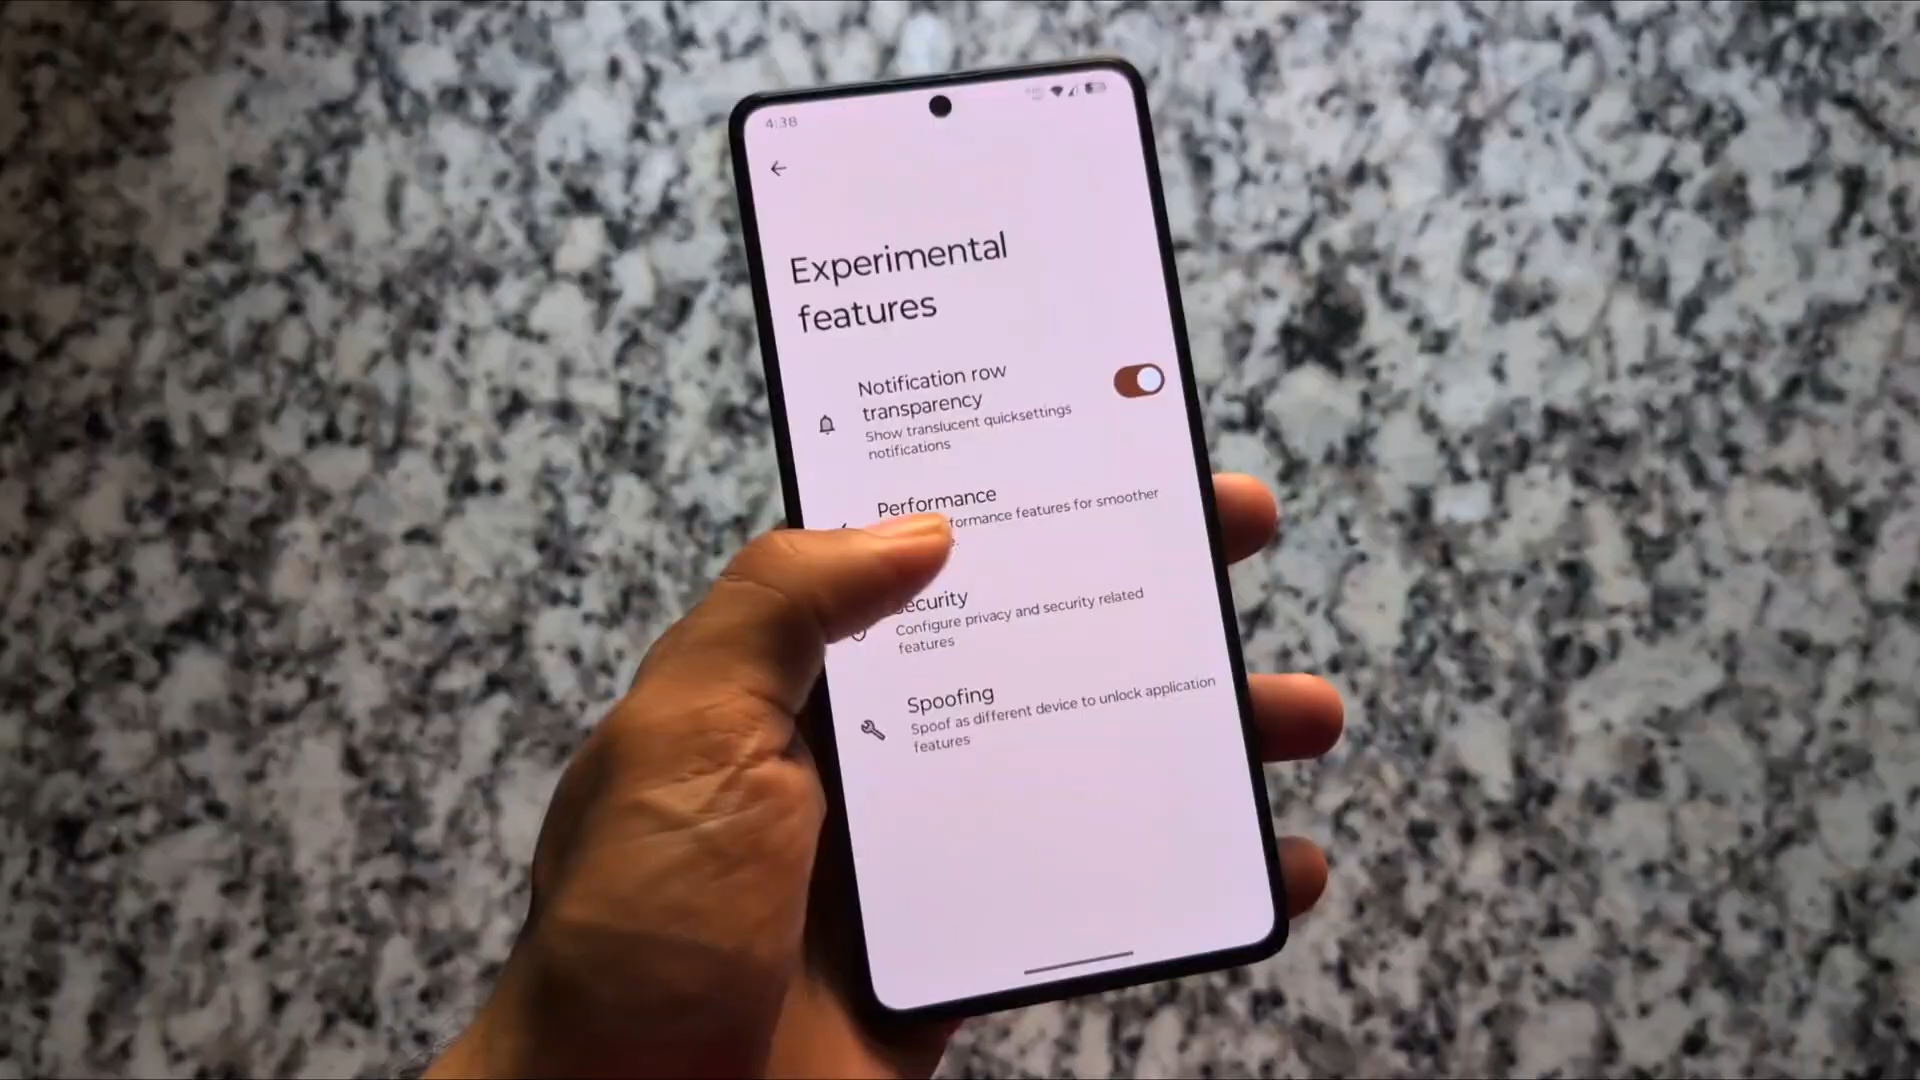 4:38
Experimental
features
Notification row
transparency
Show translucent quicksettings
notifications
Performance
formance features for smoother
ecurity
Configure privacy and security related
features
Spoofing
Spoof as different device to unlock application
features